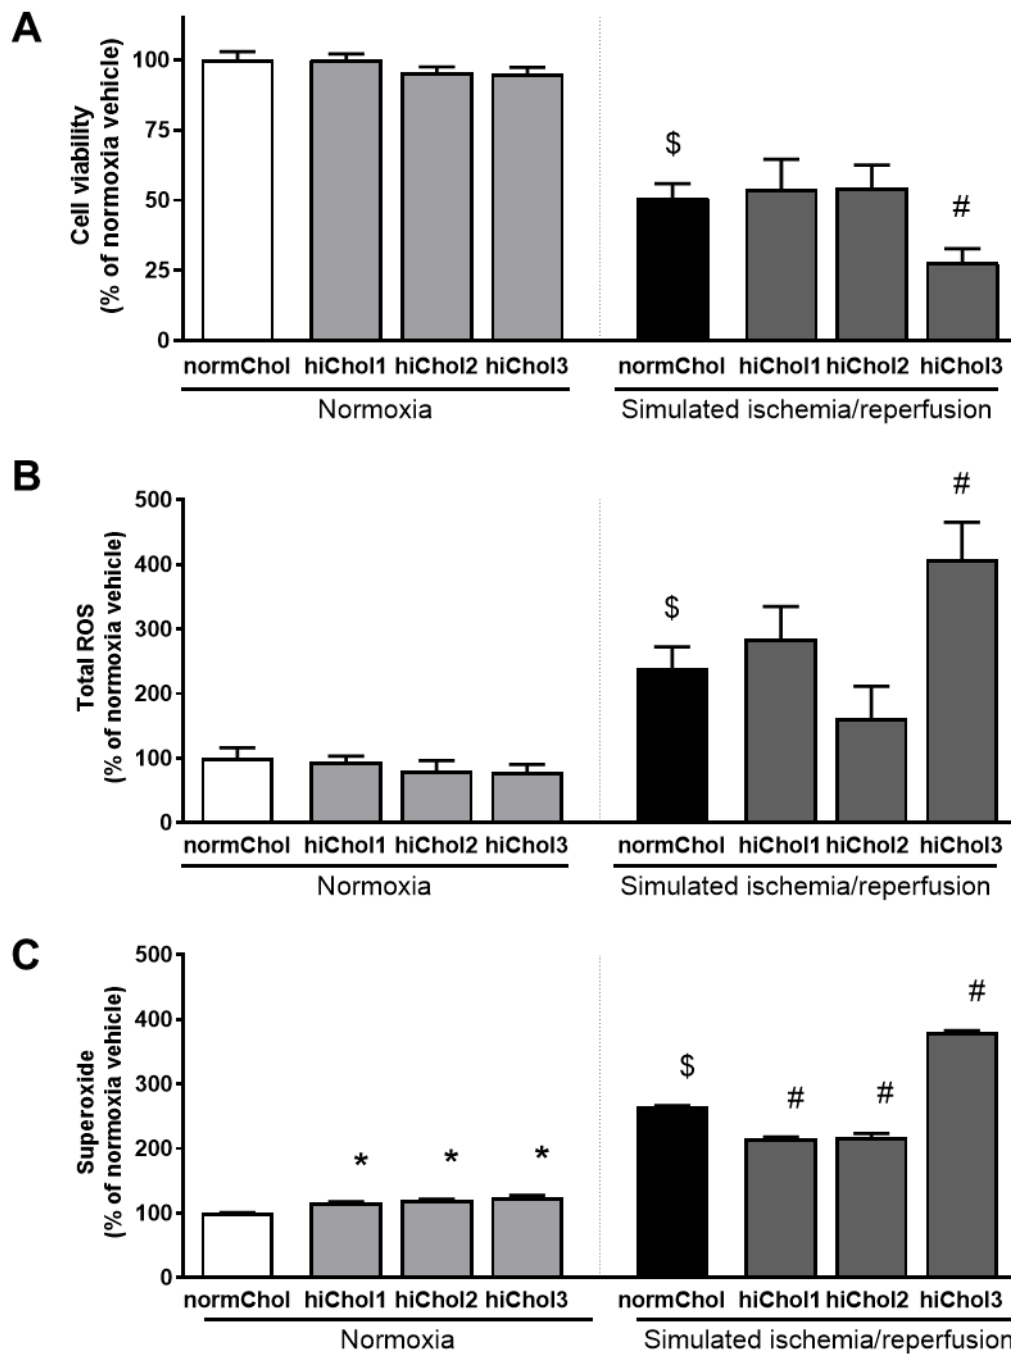 A
Cell viability
(% of normoxia vehicle)
100
75
50
25
0
$
#
normChol hiChol1 hiChol2 hiChol3 normChol hiChol1 hiChol2 hiChol3
Normoxia Simulated ischemia/reperfusion
B
Total ROS
(% of normoxia vehicle)
500
400
300
200
100
0
$
#
normChol hiChol1 hiChol2 hiChol3 normChol hiChol1 hiChol2 hiChol3
Normoxia Simulated ischemia/reperfusion
C
Superoxide
(% of normoxia vehicle)
500
400
300
200
100
0
* * * $ # # #
normChol hiChol1 hiChol2 hiChol3 normChol hiChol1 hiChol2 hiChol3
Normoxia Simulated ischemia/reperfusion